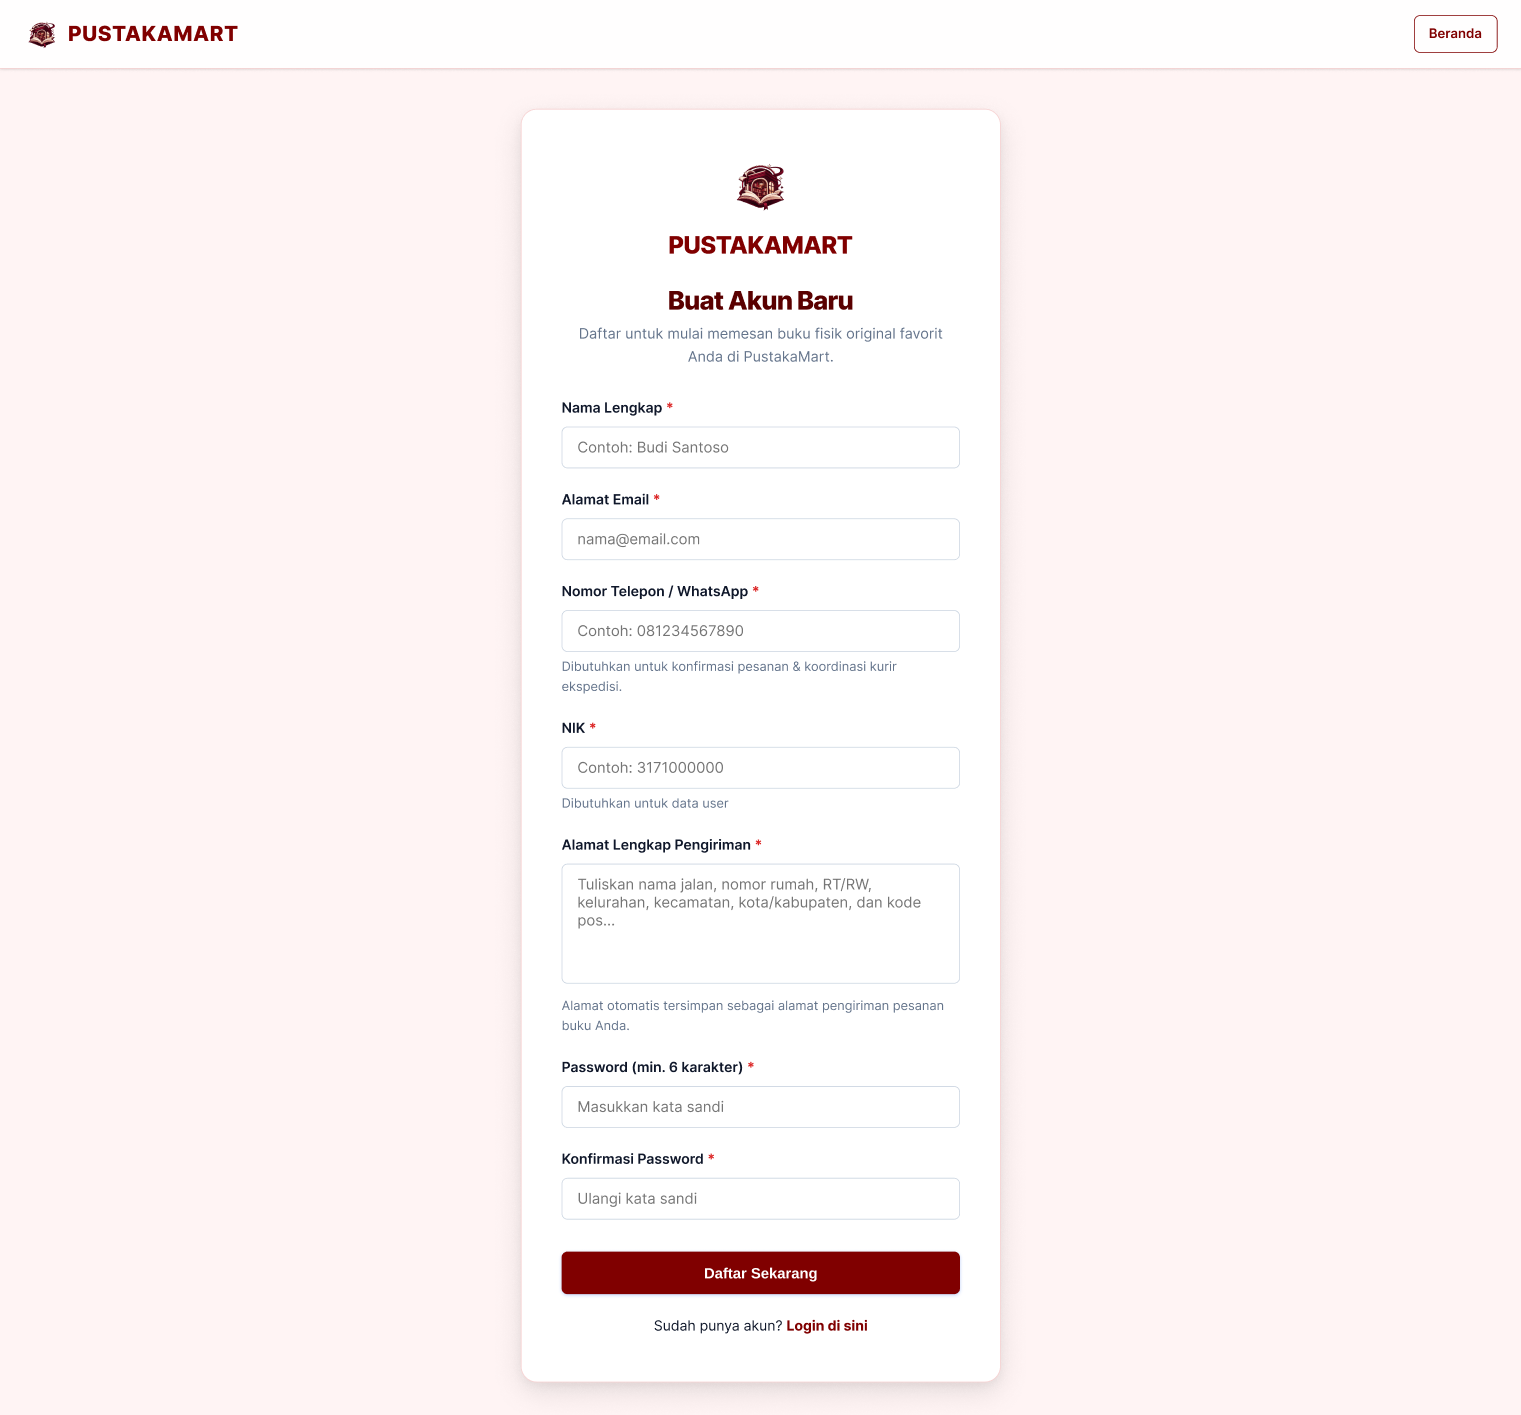 PUSTAKAMART
Beranda
PUSTAKAMART
Buat Akun Baru
Daftar untuk mulai memesan buku fisik original favorit
Anda di PustakaMart.
Nama Lengkap *
Contoh: Budi Santoso
Alamat Email *
nama@email.com
Nomor Telepon / WhatsApp *
Contoh: 081234567890
Dibutuhkan untuk konfirmasi pesanan & koordinasi kurir
ekspedisi.
NIK *
Contoh: 3171000000
Dibutuhkan untuk data user
Alamat Lengkap Pengiriman *
Tuliskan nama jalan, nomor rumah, RT/RW,
kelurahan, kecamatan, kota/kabupaten, dan kode
pos...
Alamat otomatis tersimpan sebagai alamat pengiriman pesanan
buku Anda.
Password (min. 6 karakter) *
Masukkan kata sandi
Konfirmasi Password *
Ulangi kata sandi
Daftar Sekarang
Sudah punya akun? Login di sini